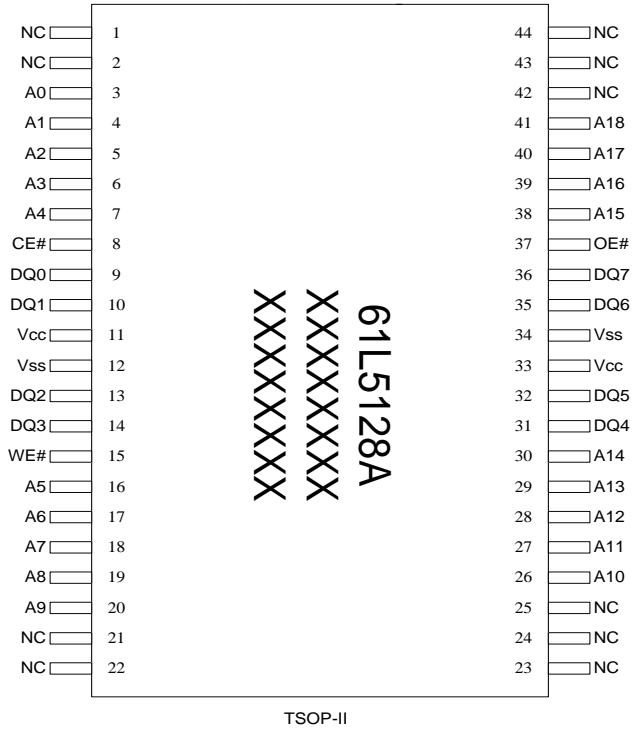 NC 1 44 NC
NC 2 43 NC
A0 3 42 NC
A1 4 41 A18
A2 5 40 A17
A3 6 39 A16
A4 7 38 A15
CE# 8 37 OE#
DQ0 9 36 DQ7
DQ1 10 35 DQ6
Vcc 11 34 Vss
Vss 12 33 Vcc
DQ2 13 32 DQ5
DQ3 14 31 DQ4
WE# 15 30 A14
A5 16 29 A13
A6 17 28 A12
A7 18 27 A11
A8 19 26 A10
A9 20 25 NC
NC 21 24 NC
NC 22 23 NC
61L5128A
XXXXXXXX
XXXXXXXX
TSOP-II